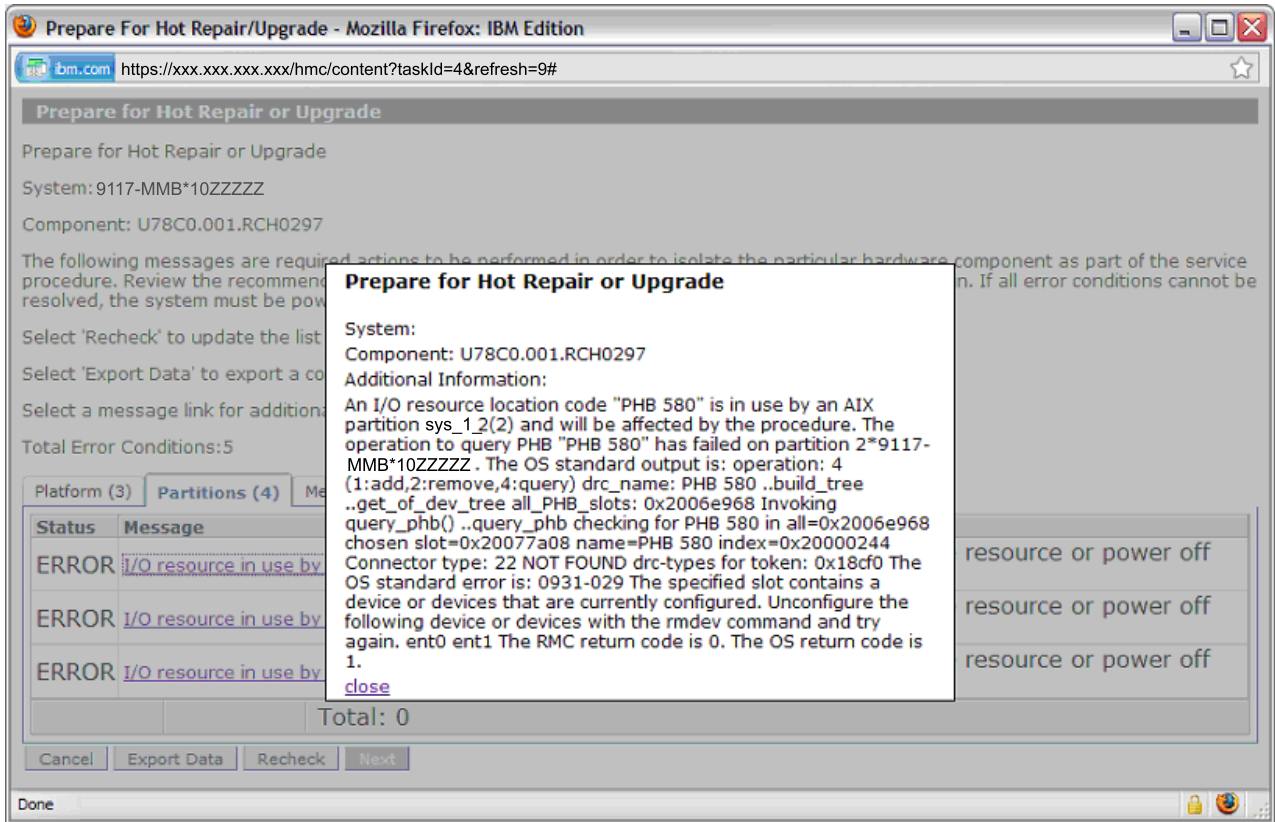 Prepare For Hot Repair/Upgrade - Mozilla Firefox: IBM Edition
ibm.com https://xxx.xxx.xxx.xxx/hmc/content?taskId=4&refresh=9#
Prepare for Hot Repair or Upgrade
Prepare for Hot Repair or Upgrade
System: 9117-MMB*10ZZZZZ
Component: U78C0.001.RCH0297
The following messages are required actions to be performed in order to isolate the particular hardware component as part of the service
procedure. Review the recommen n. If all error conditions cannot be
resolved, the system must be pow
Select 'Recheck' to update the list
Select 'Export Data' to export a co
Select a message link for additiona
Total Error Conditions:5
Platform (3) Partitions (4) Me
Status Message
ERROR I/O resource in use by resource or power off
ERROR I/O resource in use by resource or power off
ERROR I/O resource in use by resource or power off
Total: 0
Cancel Export Data Recheck Next
Done
Prepare for Hot Repair or Upgrade
System:
Component: U78C0.001.RCH0297
Additional Information:
An I/O resource location code "PHB 580" is in use by an AIX
partition sys_1_2(2) and will be affected by the procedure. The
operation to query PHB "PHB 580" has failed on partition 2*9117-
MMB*10ZZZZZ . The OS standard output is: operation: 4
(1:add,2:remove,4:query) drc_name: PHB 580 ..build_tree
..get_of_dev_tree all_PHB_slots: 0x2006e968 Invoking
query_phb() ..query_phb checking for PHB 580 in all=0x2006e968
chosen slot=0x20077a08 name=PHB 580 index=0x20000244
Connector type: 22 NOT FOUND drc-types for token: 0x18cf0 The
OS standard error is: 0931-029 The specified slot contains a
device or devices that are currently configured. Unconfigure the
following device or devices with the rmdev command and try
again. ent0 ent1 The RMC return code is 0. The OS return code is
1.
close